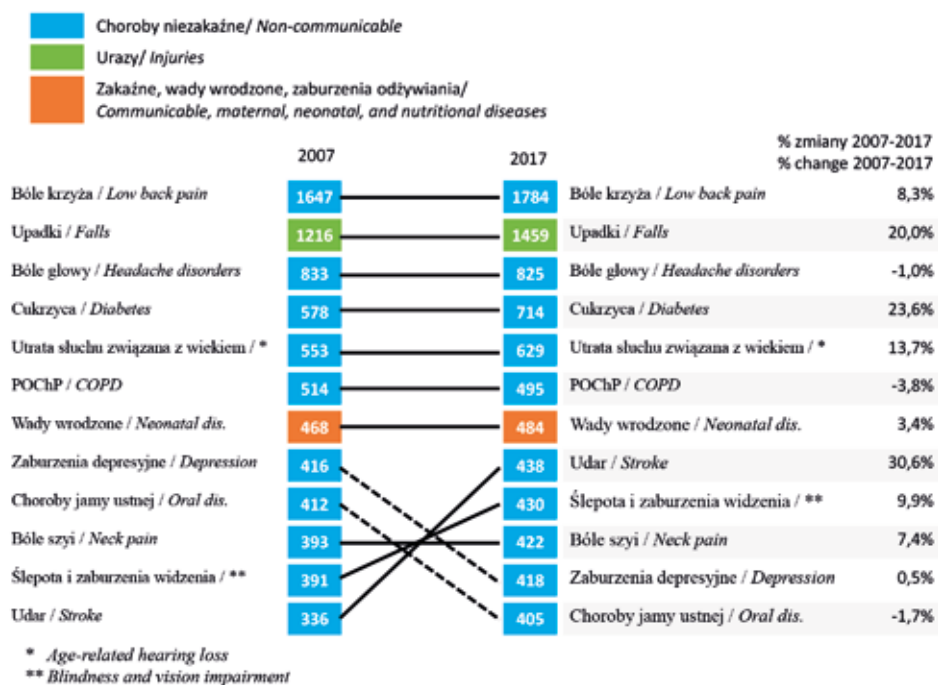 Choroby niezakaźne/ Non-communicable
Urazy/ Injuries
Zakaźne, wady wrodzone, zaburzenia odżywiania/
Communicable, maternal, neonatal, and nutritional diseases
% zmiany 2007-2017
2007 2017 % change 2007-2017
Bóle krzyża / Low back pain 1647 1784 Bóle krzyża / Low back pain 8,3%
Upadki / Falls 1216 1459 Upadki / Falls 20,0%
Bóle głowy / Headache disorders 833 825 Bóle głowy / Headache disorders -1,0%
Cukrzyca / Diabetes 578 714 Cukrzyca / Diabetes 23,6%
Utrata słuchu związana z wiekiem / * 553 629 Utrata słuchu związana z wiekiem / * 13,7%
POChP / COPD 514 495 POChP / COPD -3,8%
Wady wrodzone / Neonatal dis. 468 484 Wady wrodzone / Neonatal dis. 3,4%
Zaburzenia depresyjne / Depression 416 438 Udar / Stroke 30,6%
Choroby jamy ustnej / Oral dis. 412 430 Ślepota i zaburzenia widzenia / ** 9,9%
Bóle szyi / Neck pain 393 422 Bóle szyi / Neck pain 7,4%
Ślepota i zaburzenia widzenia / ** 391 418 Zaburzenia depresyjne / Depression 0,5%
Udar / Stroke 336 405 Choroby jamy ustnej / Oral dis. -1,7%
* Age-related hearing loss
** Blindness and vision impairment